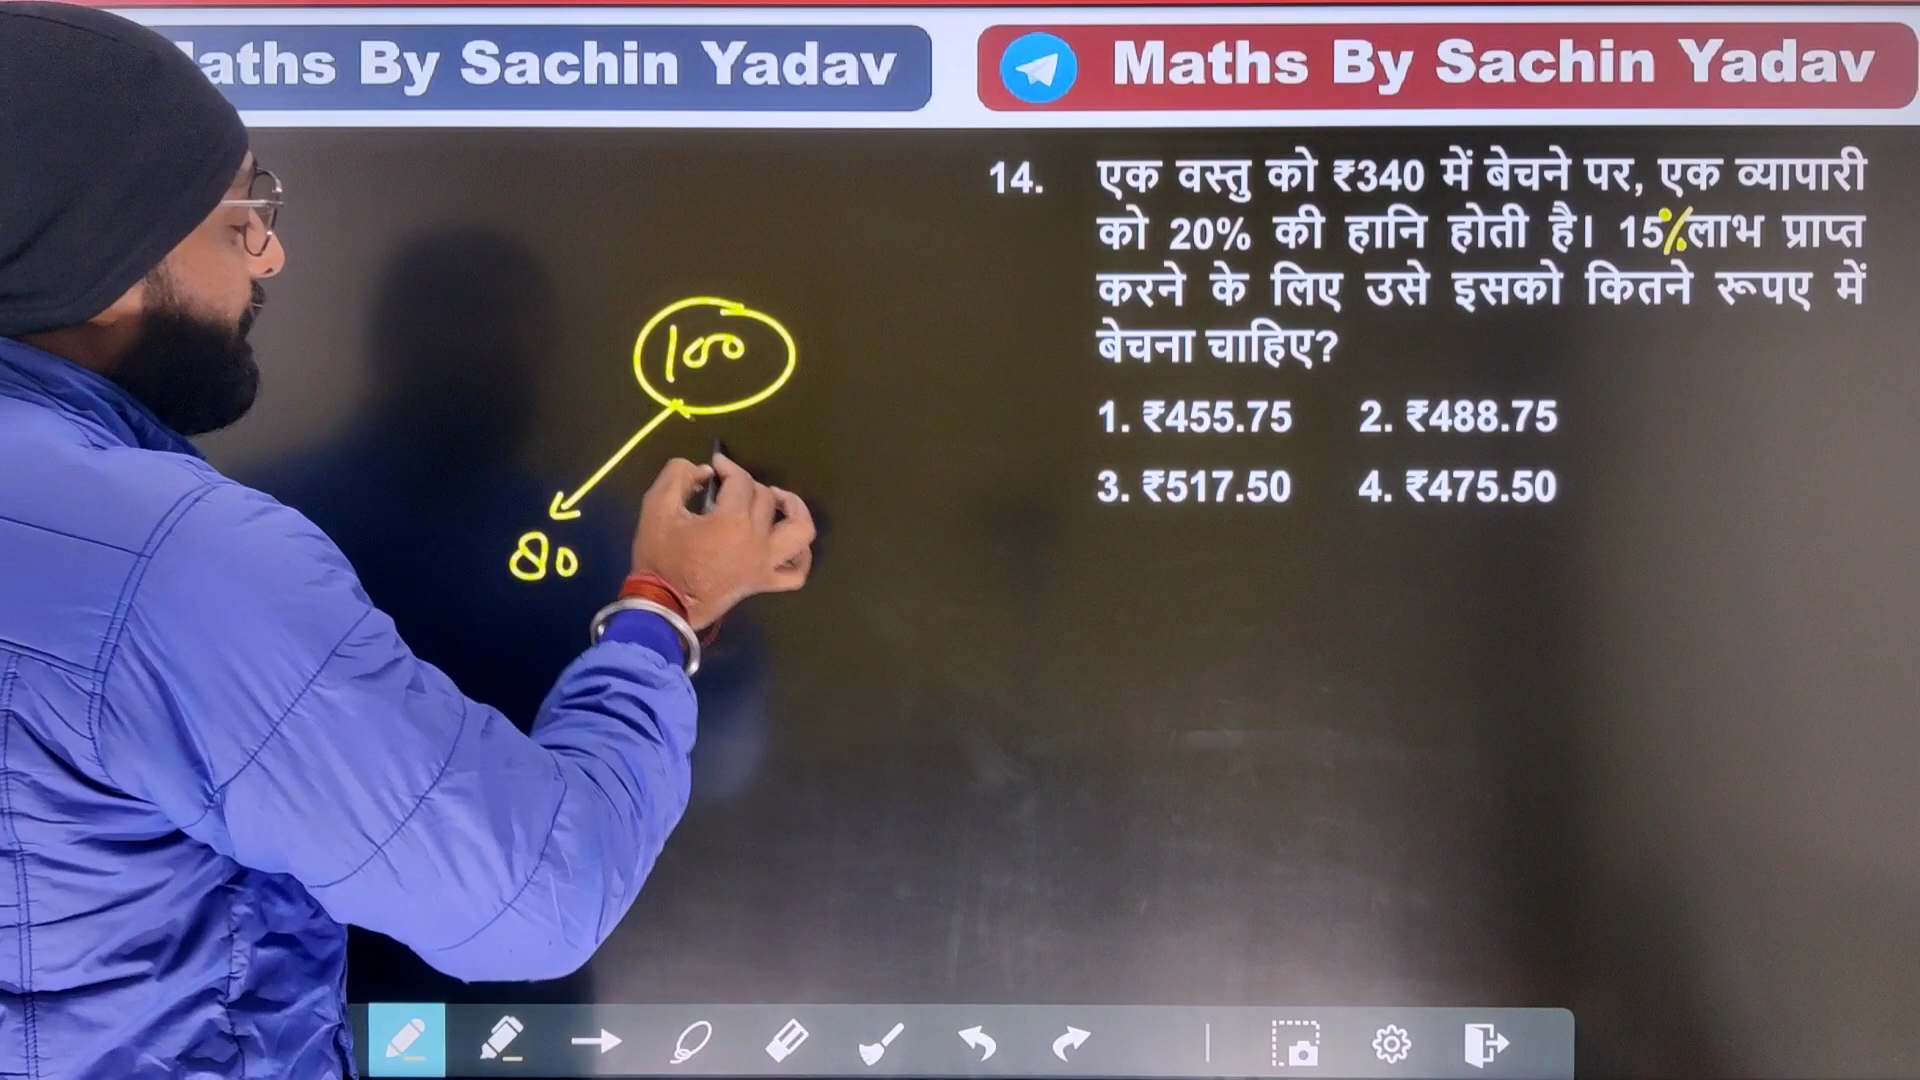 aths By Sachin Yadav
Maths By Sachin Yadav
14. एक वस्तु को ₹340 में बेचने पर, एक व्यापारी
को 20% की हानि होती है। 15% लाभ प्राप्त
करने के लिए उसे इसको कितने रूपए में
बेचना चाहिए?
1. ₹455.75 2. ₹488.75
3. ₹517.50 4. ₹475.50
100
80